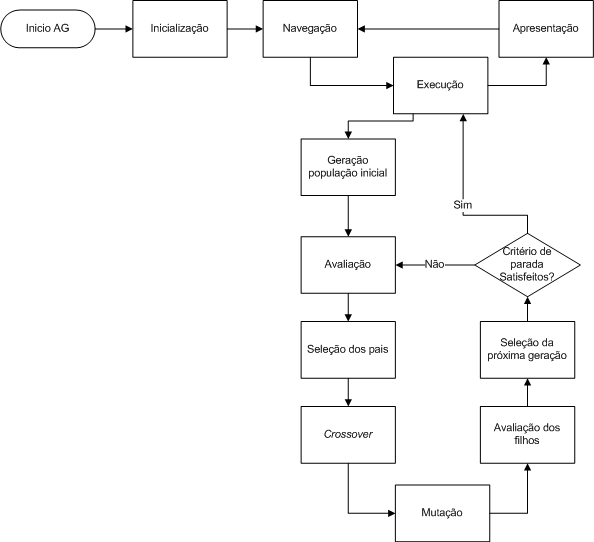 Inicio AG
Inicialização
Navegação
Apresentação
Execução
Geração
população inicial
Sim
Avaliação
Não
Critério de
parada
Satisfeitos?
Seleção dos pais
Seleção da
próxima geração
Crossover
Avaliação dos
filhos
Mutação